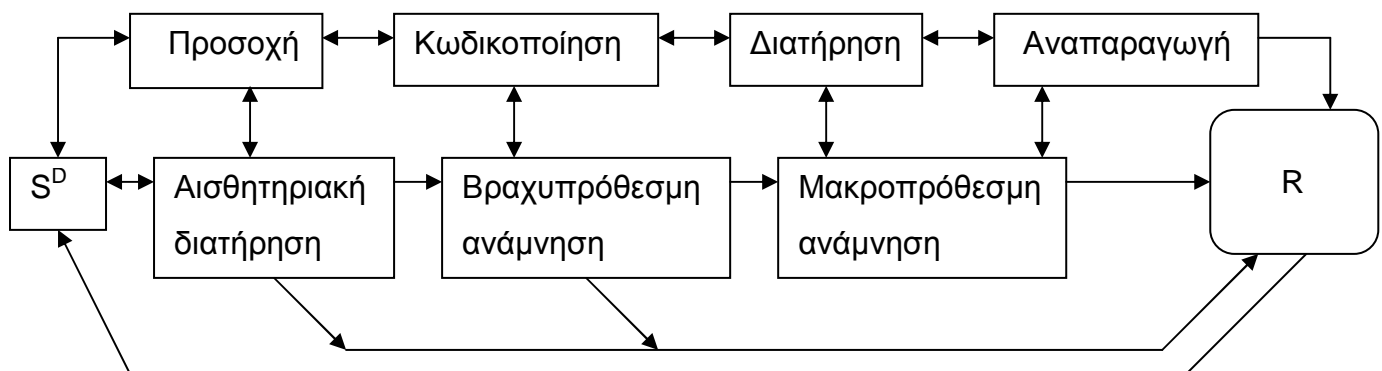 Προσοχή
Κωδικοποίηση
Διατήρηση
Αναπαραγωγή
S^D
Αισθητηριακή
διατήρηση
Βραχυπρόθεσμη
ανάμνηση
Μακροπρόθεσμη
ανάμνηση
R